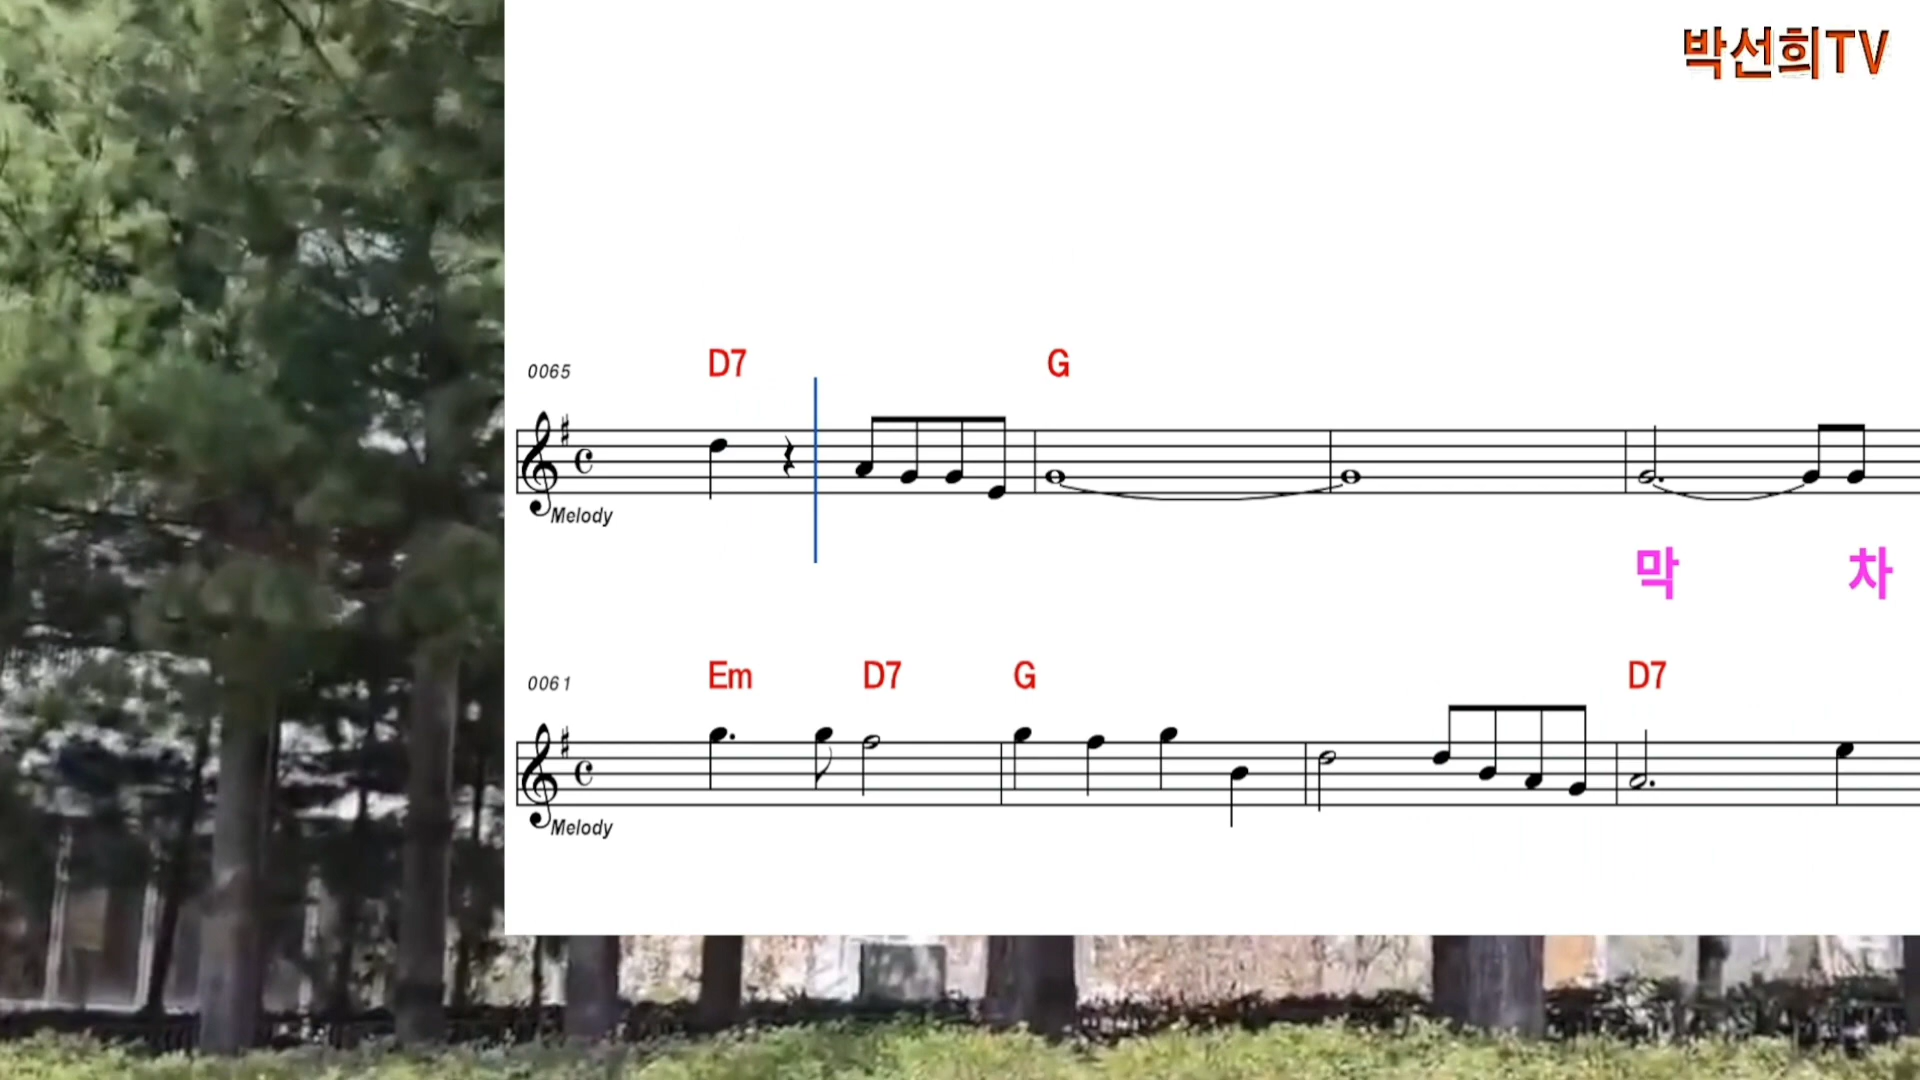 박선희TV
0065 D7 G
Melody
막 차
0061 Em D7 G D7
Melody